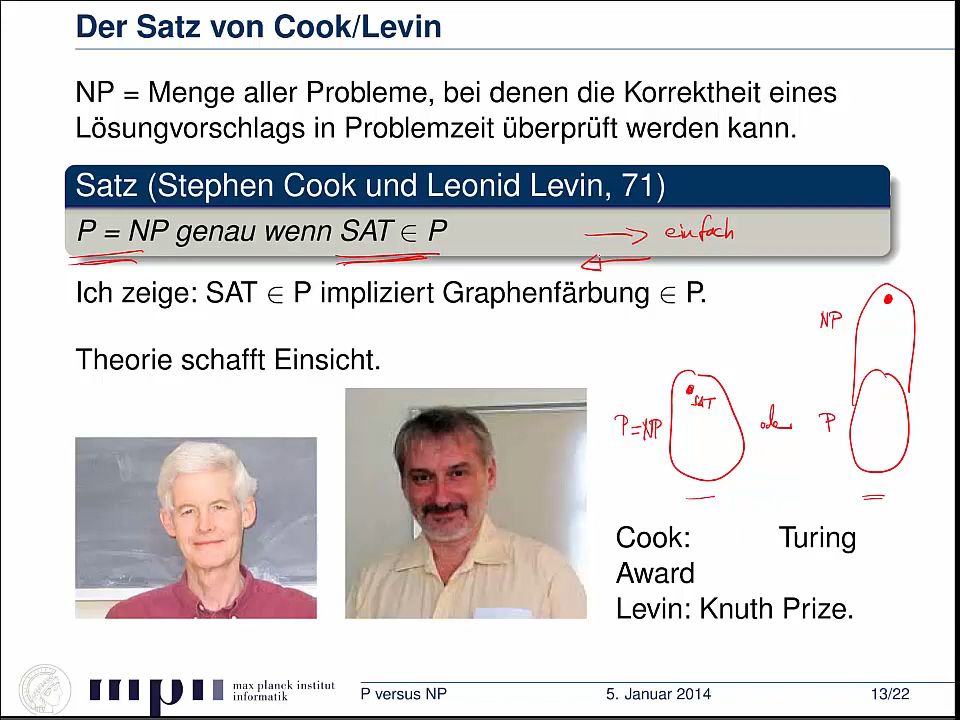 Der Satz von Cook/Levin
NP = Menge aller Probleme, bei denen die Korrektheit eines
Lösungvorschlags in Problemzeit überprüft werden kann.
Satz (Stephen Cook und Leonid Levin, 71)
P = NP genau wenn SAT ∈ P
einfach
Ich zeige: SAT ∈ P impliziert Graphenfärbung ∈ P.
NP
Theorie schafft Einsicht.
SAT
P=NP
oder
P
Cook: Turing
Award
Levin: Knuth Prize.
max planck institut
informatik
P versus NP
5. Januar 2014
13/22